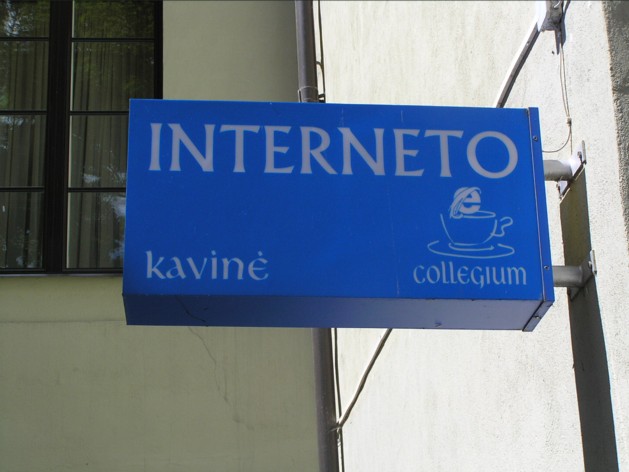 INTERNETO
e
kavinė
COLLEGIUM